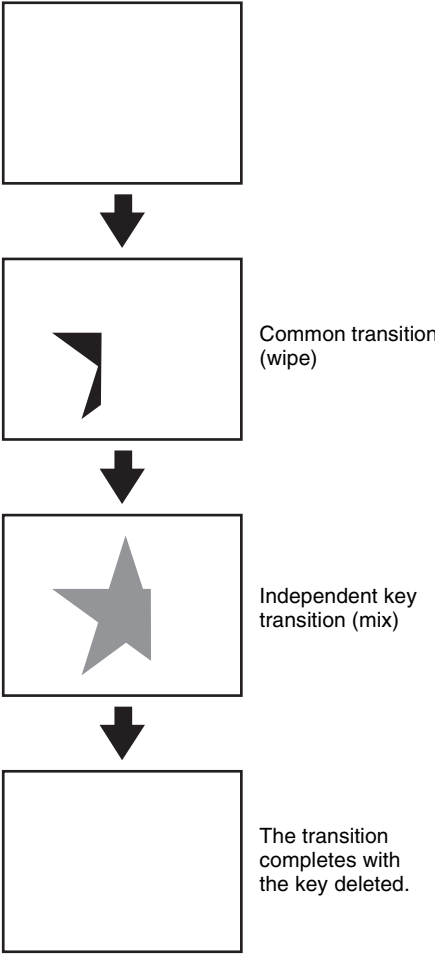 Common transition
(wipe)
Independent key
transition (mix)
The transition
completes with
the key deleted.